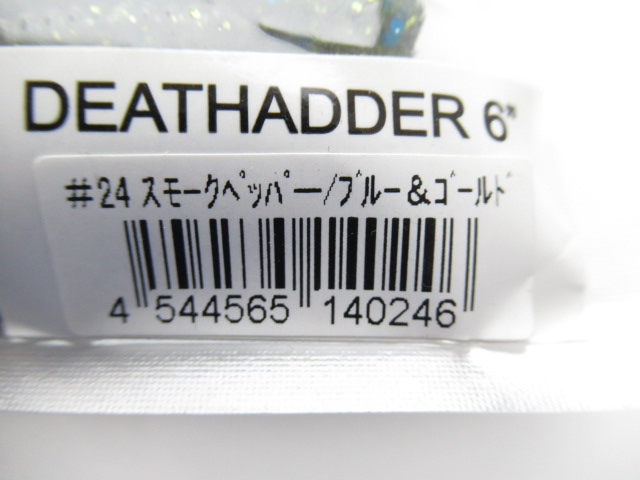 DEATHADDER 6"
#24 ｽﾓｰｸﾍﾟｯﾊﾟｰ/ﾌﾞﾙｰ&ｺﾞｰﾙﾄﾞ
4 544565 140246